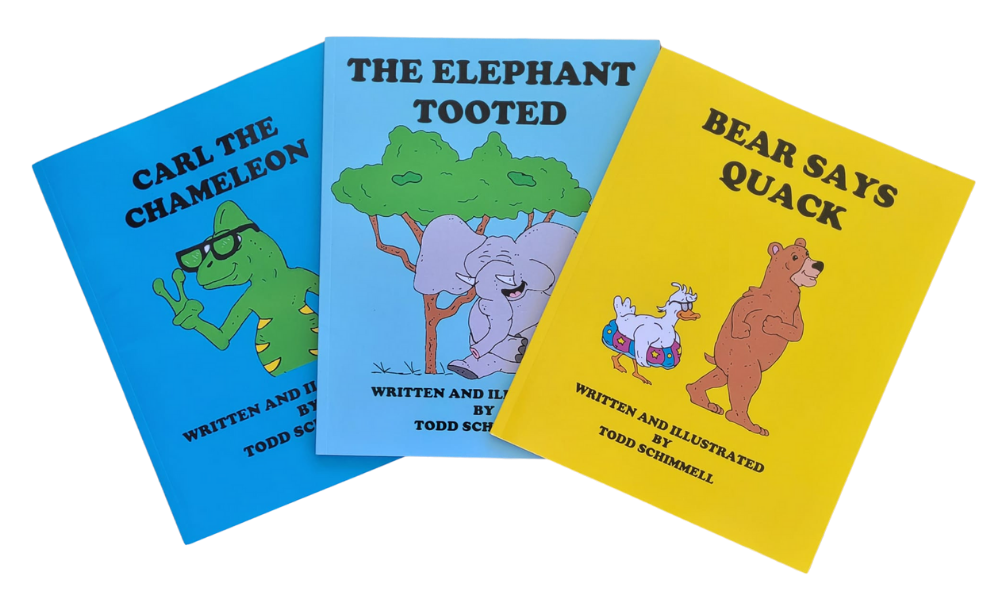 CARL THE
CHAMELEON
WRITTEN AND
BY
TODD
THE ELEPHANT
TOOTED
WRITTEN AND
BY
TODD
BEAR SAYS
QUACK
WRITTEN AND ILLUSTRATED
BY
TODD SCHIMMELL